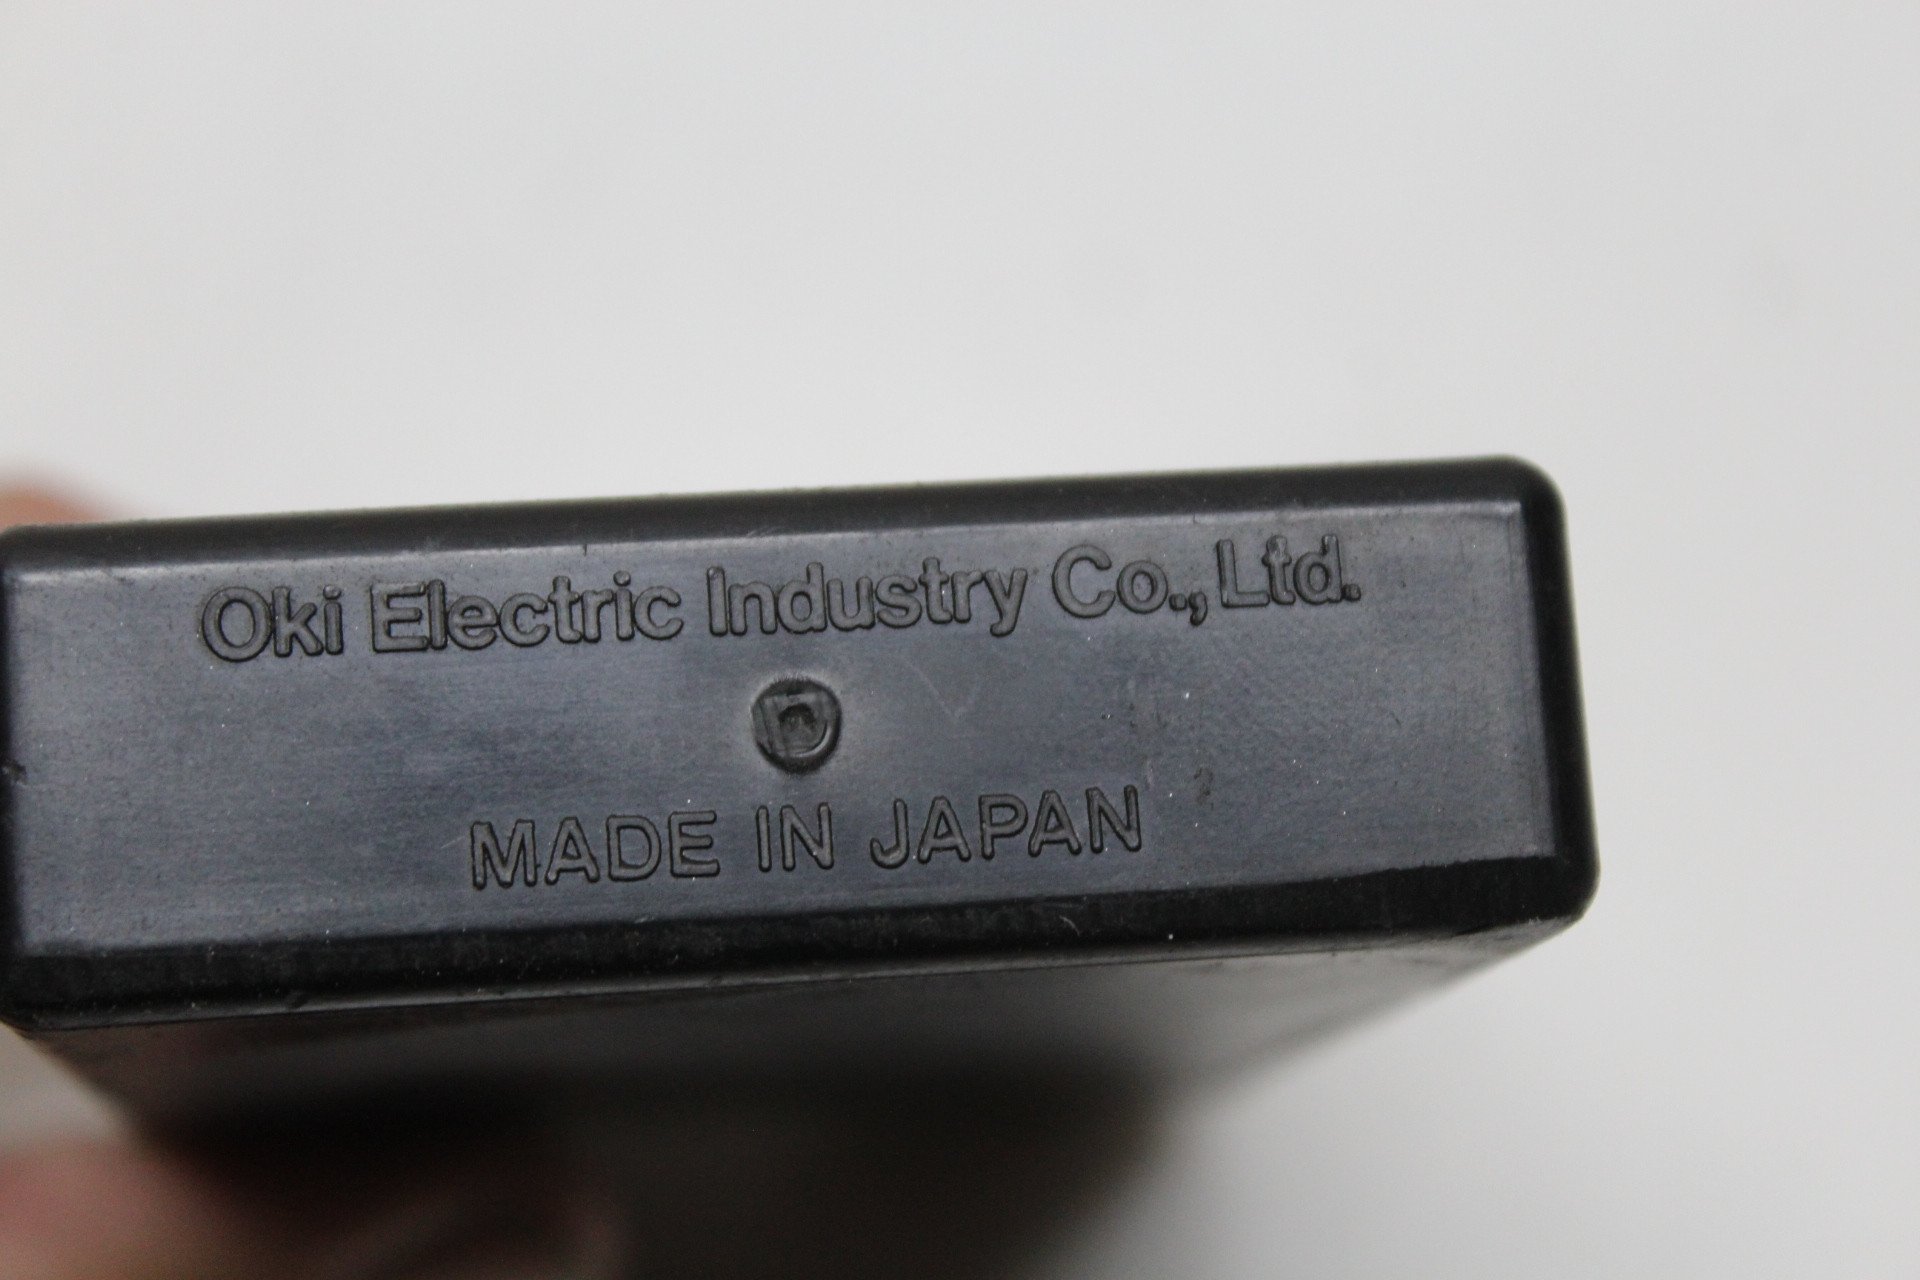 Oki Electric Industry Co., Ltd.
D
MADE IN JAPAN